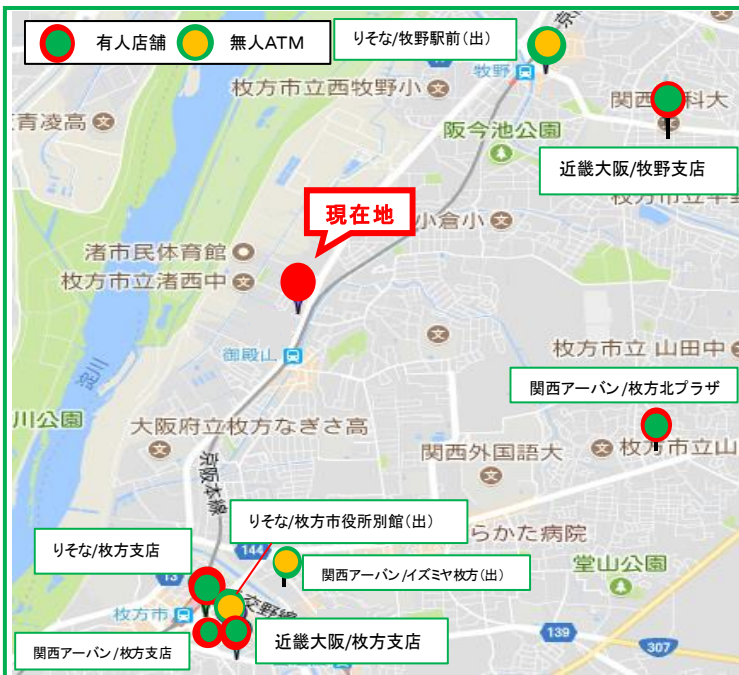 有人店舗 無人ATM
りそな/牧野駅前(出)
牧野
枚方市立西牧野小
関西 科大
青凌高
阪今池公園
近畿大阪/牧野支店
現在地
小倉小
渚市民体育館
枚方市立渚西中
御殿山
枚方市立 山田中
関西アーバン/枚方北プラザ
川公園
大阪府立枚方なぎさ高
関西外国語大
枚方市立山
京阪本線
りそな/枚方市役所別館(出)
らかた病院
りそな/枚方支店
144
関西アーバン/イズミヤ枚方(出)
堂山公園
13
枚方市
交野線
139
307
関西アーバン/枚方支店
近畿大阪/枚方支店